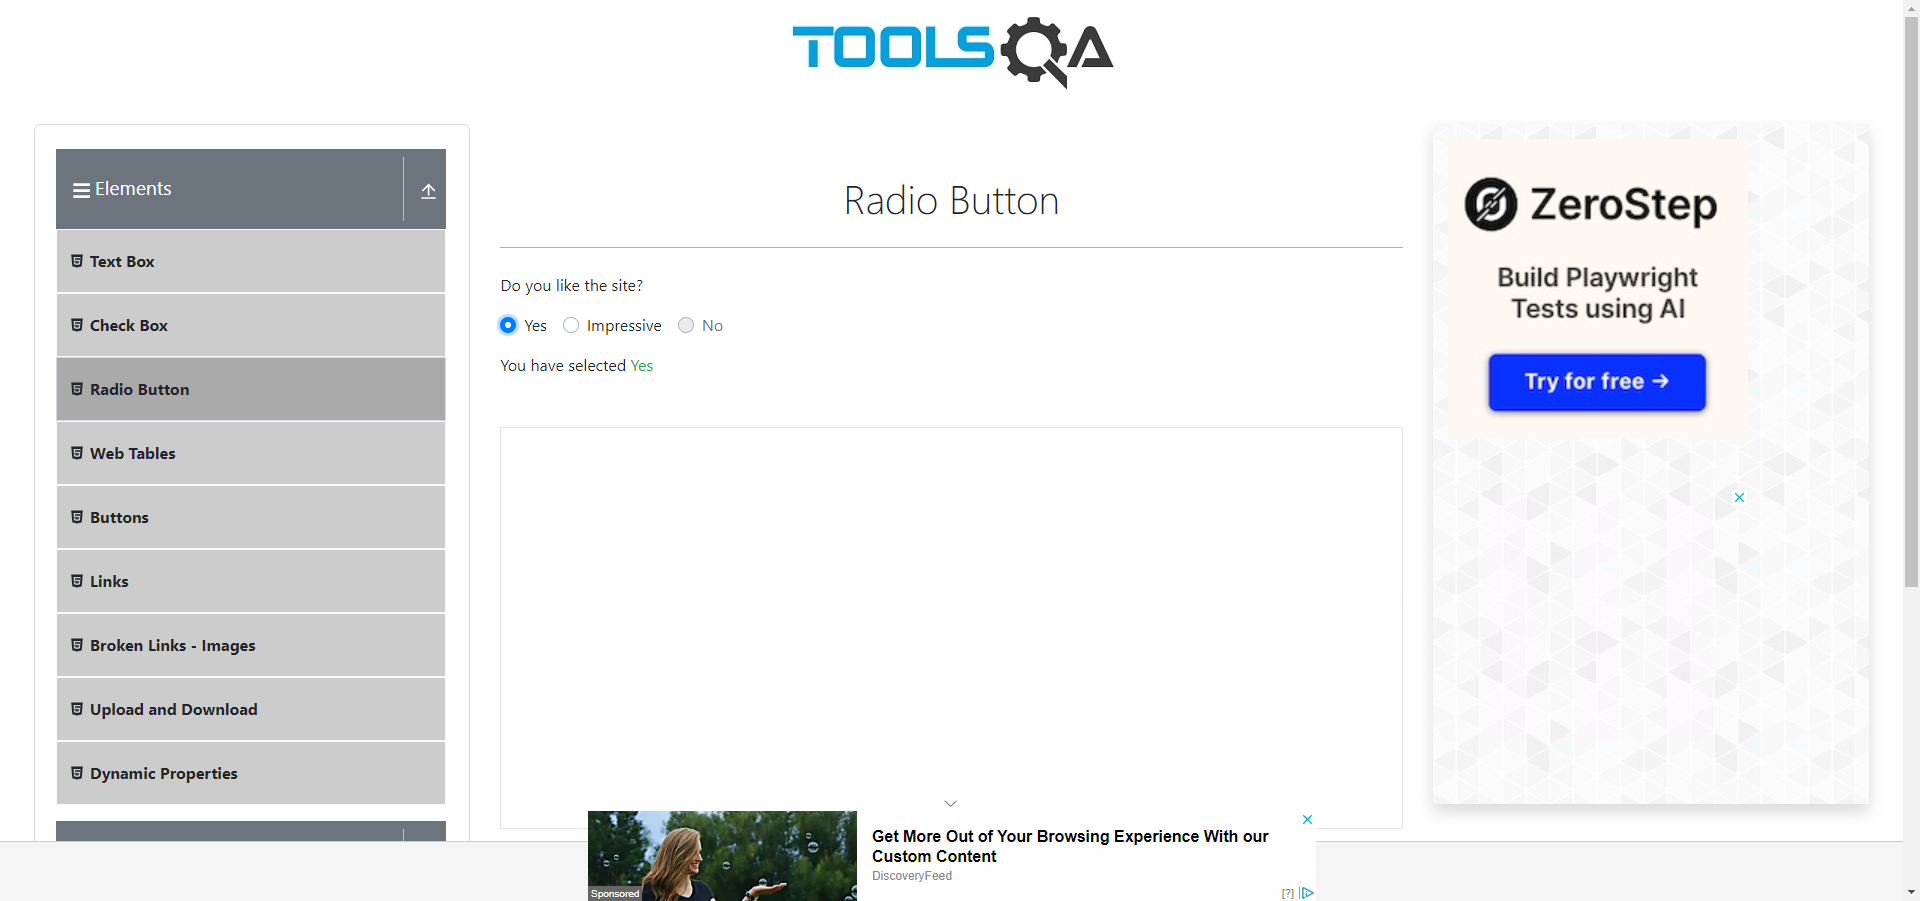 TOOLSQA
Elements
Text Box
Check Box
Radio Button
Web Tables
Buttons
Links
Broken Links - Images
Upload and Download
Dynamic Properties
Radio Button
Do you like the site?
Yes Impressive No
You have selected Yes
ZeroStep
Build Playwright
Tests using AI
Try for free →
Sponsored
Get More Out of Your Browsing Experience With our
Custom Content
DiscoveryFeed
[?]